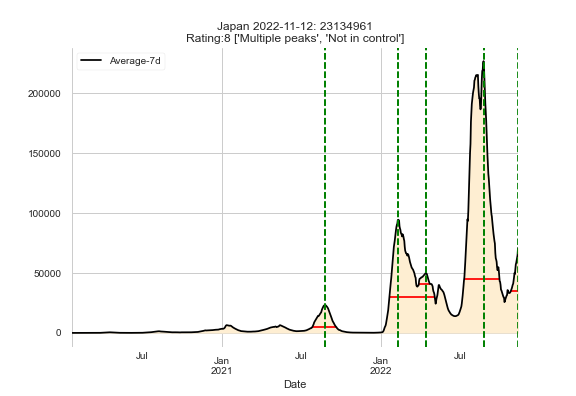 Japan 2022-11-12: 23134961
Rating:8 ['Multiple peaks', 'Not in control']
Average-7d
200000
150000
100000
50000
0
Jul
Jan
2021
Jul
Jan
2022
Jul
Date